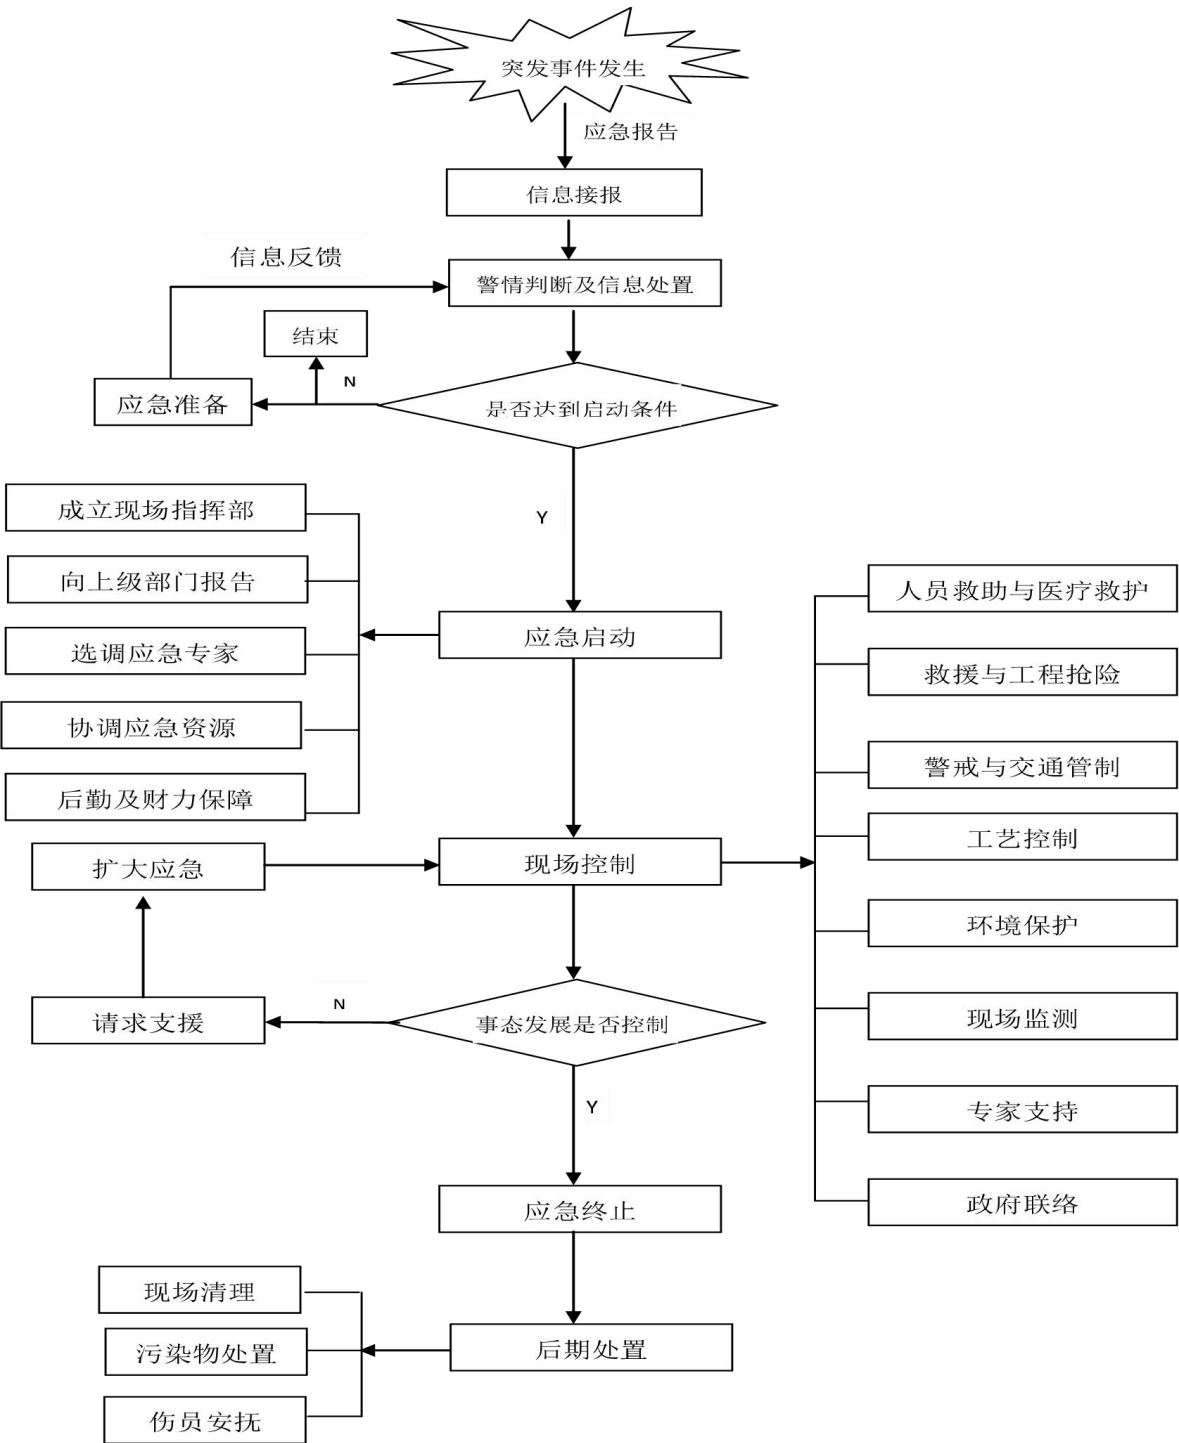 突发事件发生
应急报告
信息接报
信息反馈
警情判断及信息处置
结束
N
应急准备
是否达到启动条件
Y
成立现场指挥部
向上级部门报告
选调应急专家
协调应急资源
后勤及财力保障
应急启动
人员救助与医疗救护
救援与工程抢险
警戒与交通管制
工艺控制
环境保护
现场监测
专家支持
政府联络
扩大应急
现场控制
请求支援
N
事态发展是否控制
Y
应急终止
现场清理
污染物处置
伤员安抚
后期处置